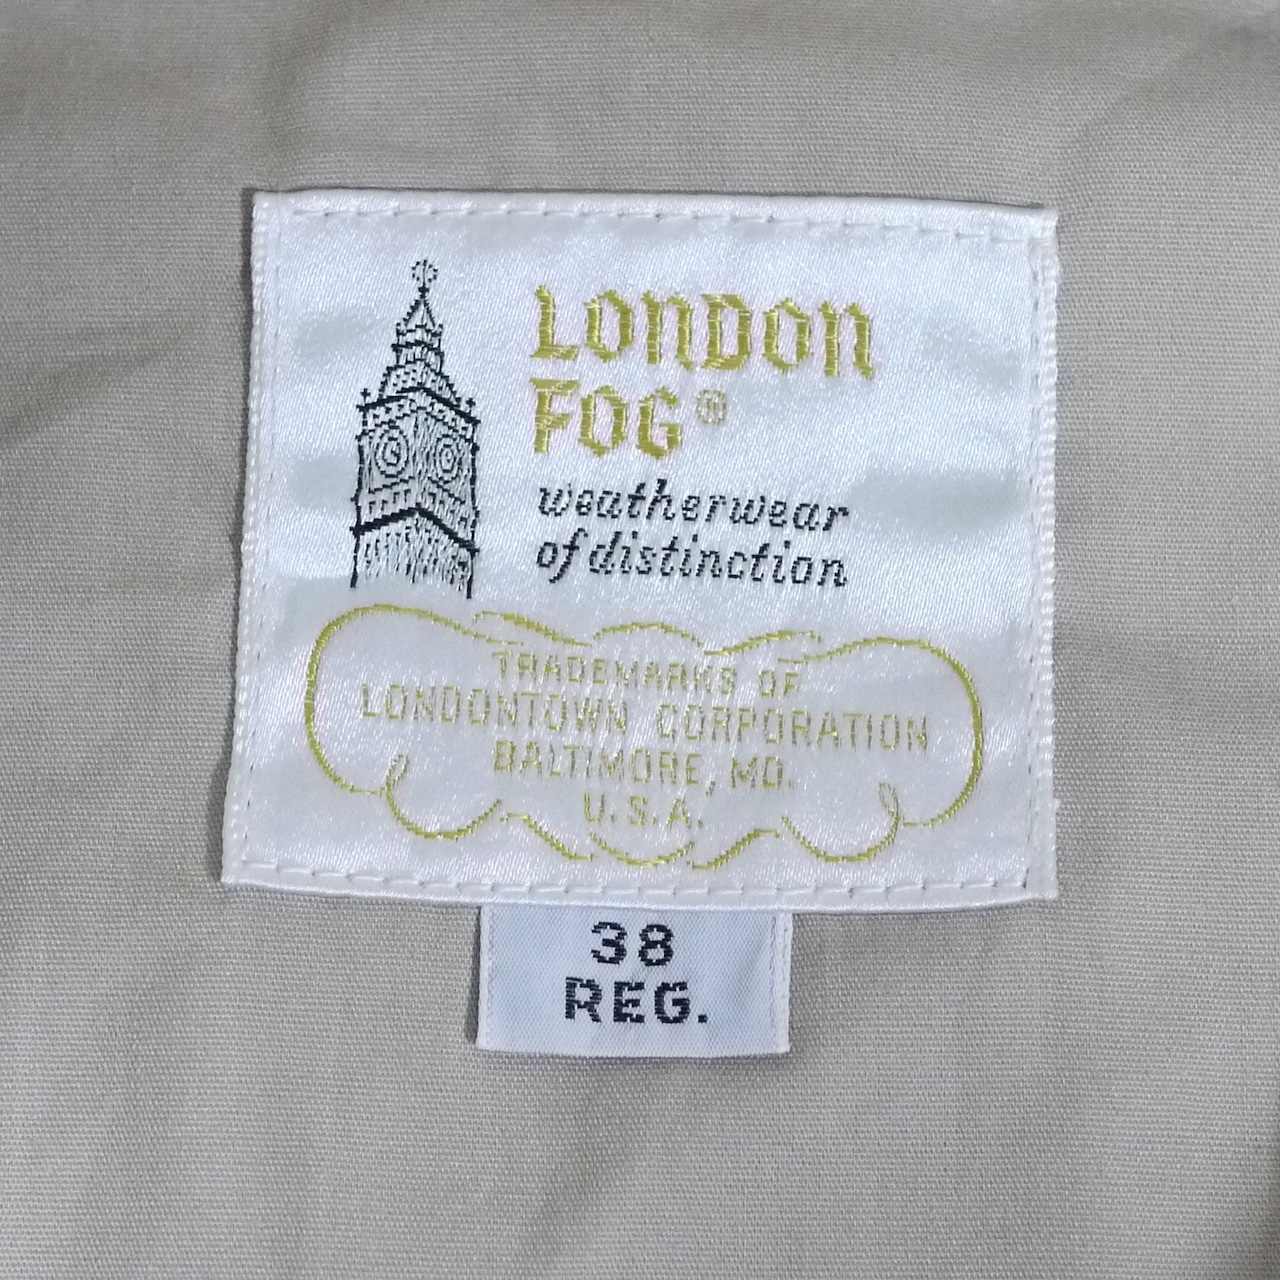 LONDON
FOG®
weatherwear
of distinction
TRADEMARKS OF
LONDONTOWN CORPORATION
BALTIMORE, MD.
U.S.A.
38
REG.